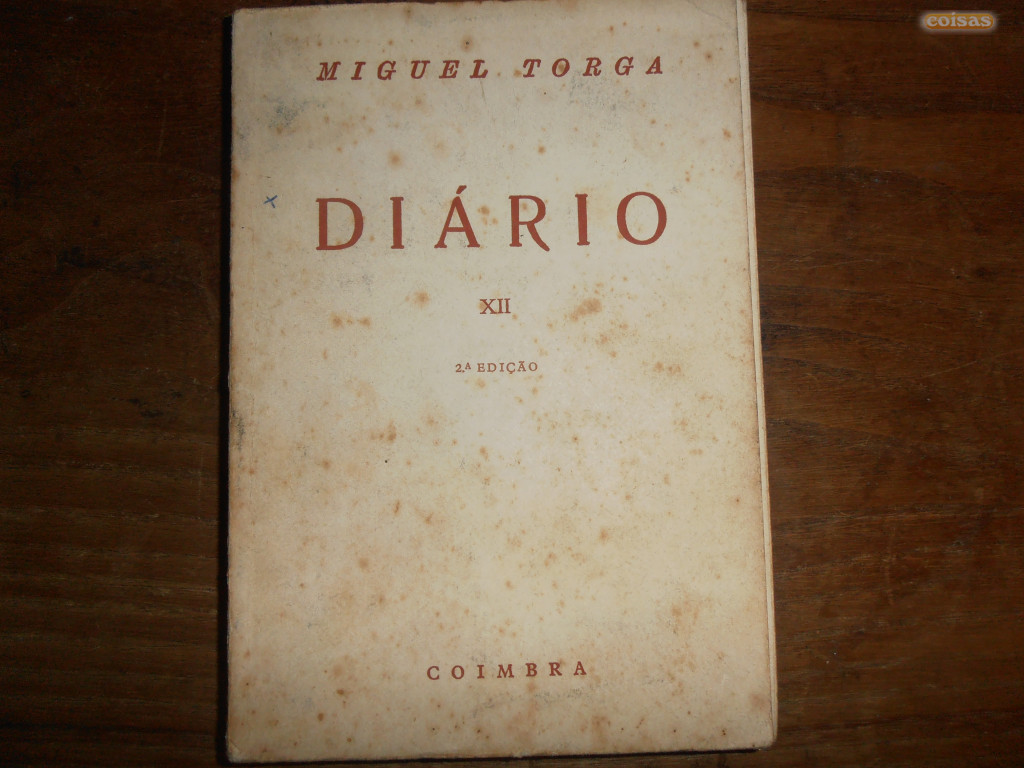 coisas
MIGUEL TORGA
DIÁRIO
XII
2.ª EDIÇÃO
COIMBRA